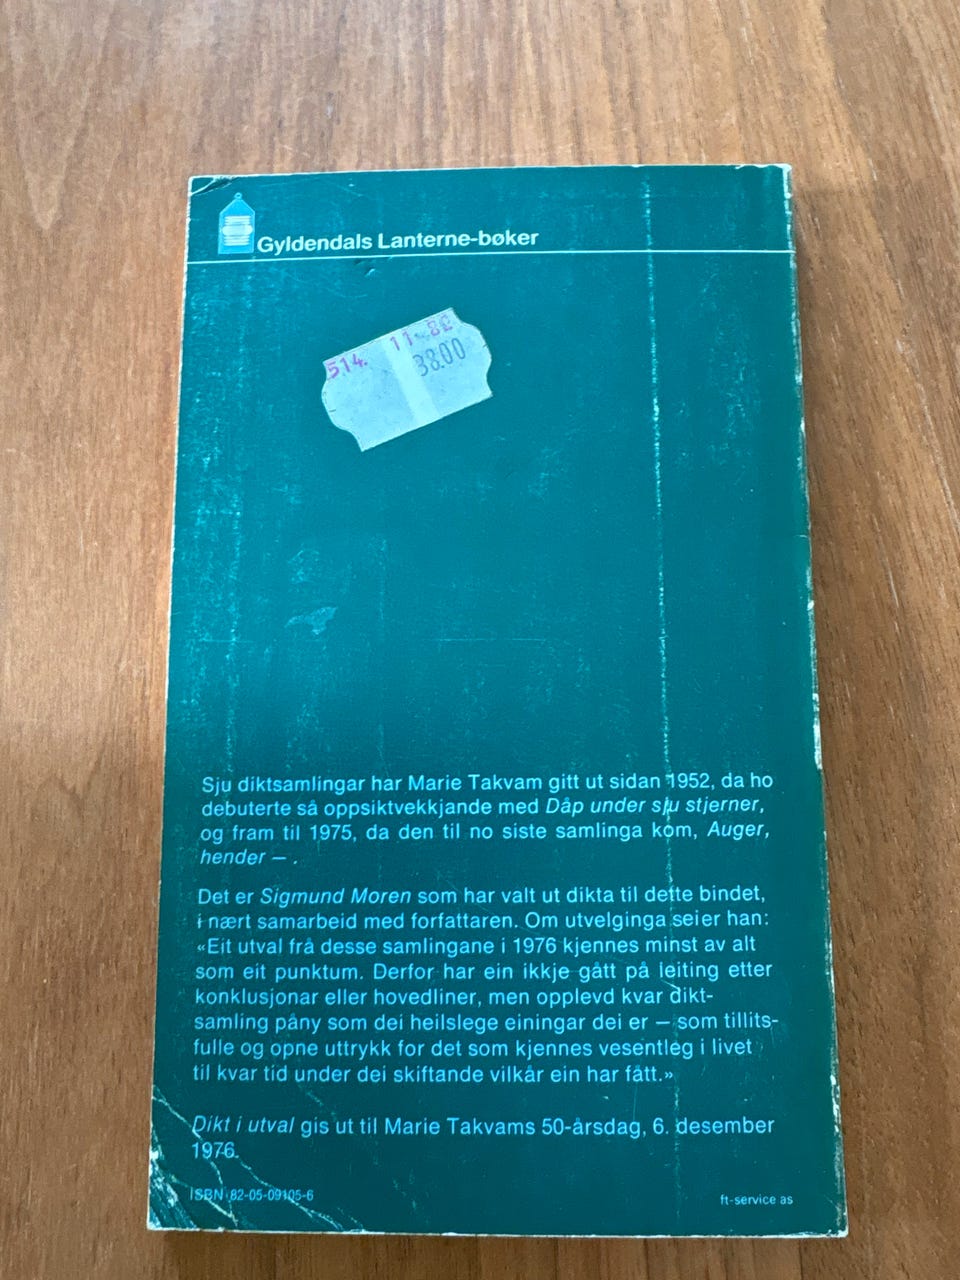 Gyldendals Lanterne-bøker
514. 11-8
38.00
Sju diktsamlingar har Marie Takvam gitt ut sidan 1952, da ho
debuterte så oppsiktvekkjande med Dåp under sju stjerner,
og fram til 1975, da den til no siste samlinga kom, Auger,
hender — .
Det er Sigmund Moren som har valt ut dikta til dette bindet,
i nært samarbeid med forfattaren. Om utvelginga seier han:
«Eit utval frå desse samlingane i 1976 kjennes minst av alt
som eit punktum. Derfor har ein ikkje gått på leiting etter
konklusjonar eller hovedliner, men opplevd kvar dikt-
samling påny som dei heilslege einingar dei er — som tillits-
fulle og opne uttrykk for det som kjennes vesentleg i livet
til kvar tid under dei skiftande vilkår ein har fått.»
Dikt i utval gis ut til Marie Takvams 50-årsdag, 6. desember
1976.
ISBN 82-05-09105-6
ft-service as